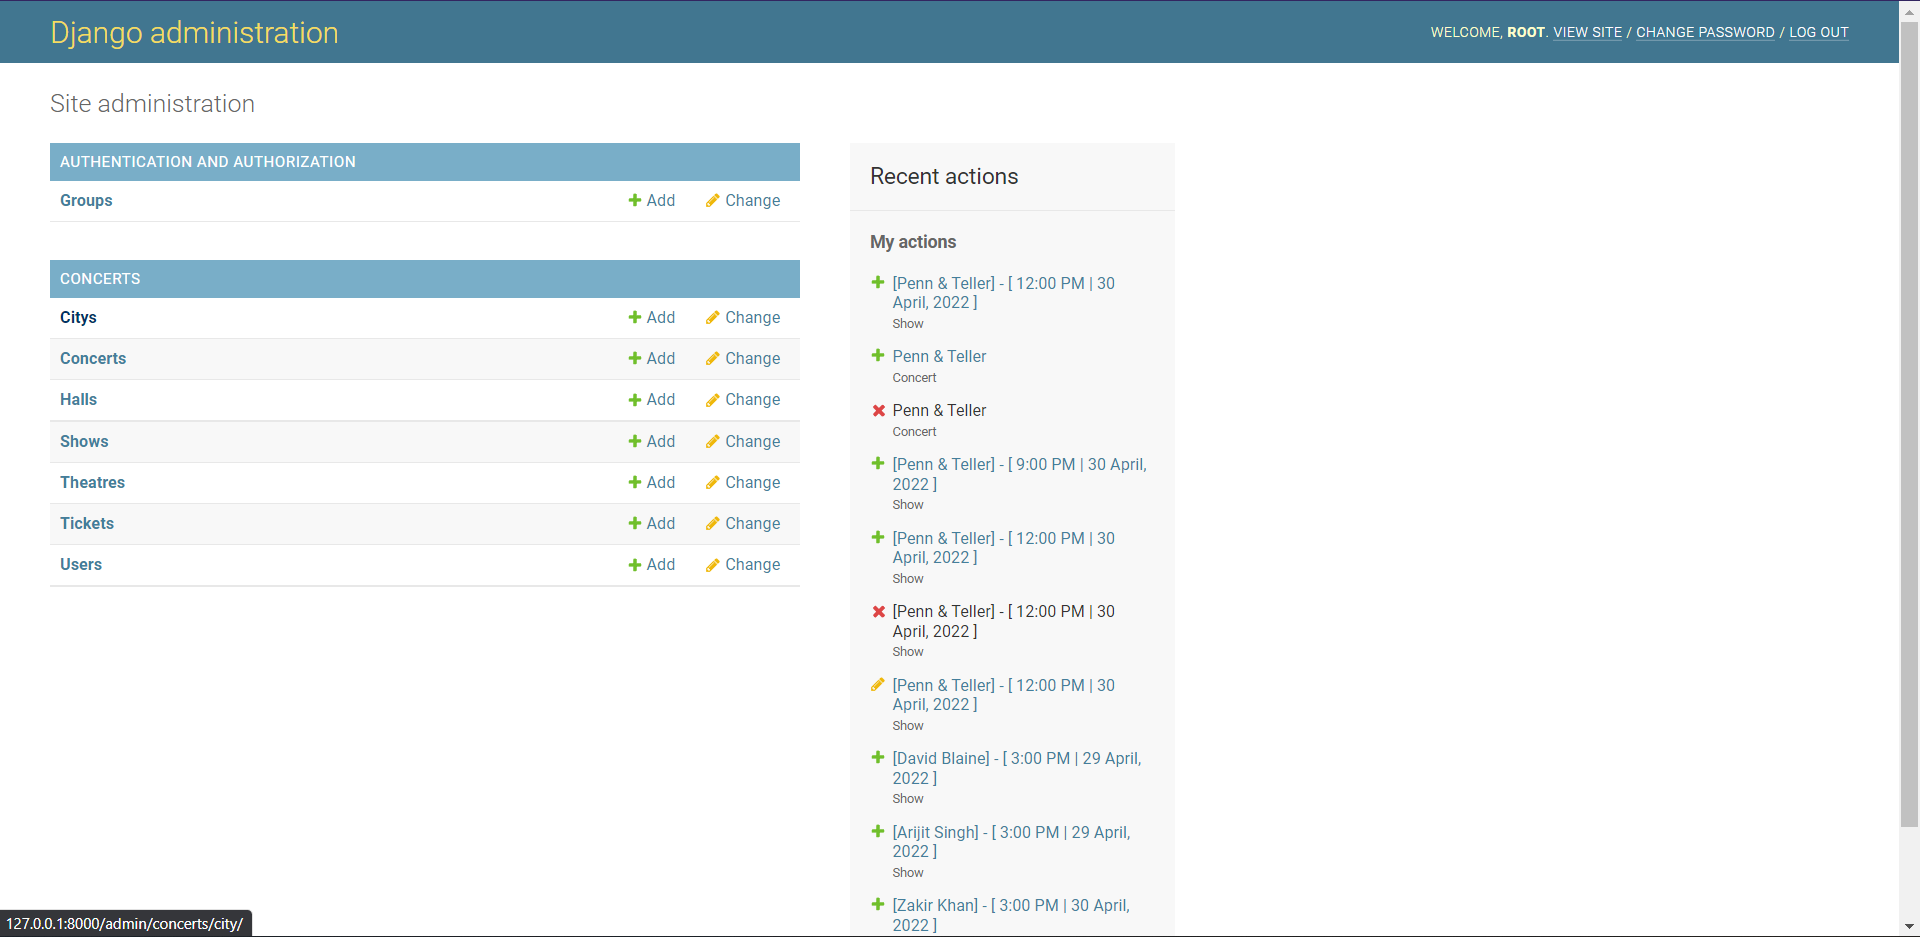 Django administration
WELCOME, ROOT. VIEW SITE / CHANGE PASSWORD / LOG OUT
Site administration
AUTHENTICATION AND AUTHORIZATION
Groups Add Change
CONCERTS
Citys Add Change
Concerts Add Change
Halls Add Change
Shows Add Change
Theatres Add Change
Tickets Add Change
Users Add Change
Recent actions
My actions
[Penn & Teller] - [ 12:00 PM | 30
April, 2022 ]
Show
Penn & Teller
Concert
Penn & Teller
Concert
[Penn & Teller] - [ 9:00 PM | 30 April,
2022 ]
Show
[Penn & Teller] - [ 12:00 PM | 30
April, 2022 ]
Show
[Penn & Teller] - [ 12:00 PM | 30
April, 2022 ]
Show
[Penn & Teller] - [ 12:00 PM | 30
April, 2022 ]
Show
[David Blaine] - [ 3:00 PM | 29 April,
2022 ]
Show
[Arijit Singh] - [ 3:00 PM | 29 April,
2022 ]
Show
[Zakir Khan] - [ 3:00 PM | 30 April,
2022 ]
127.0.0.1:8000/admin/concerts/city/